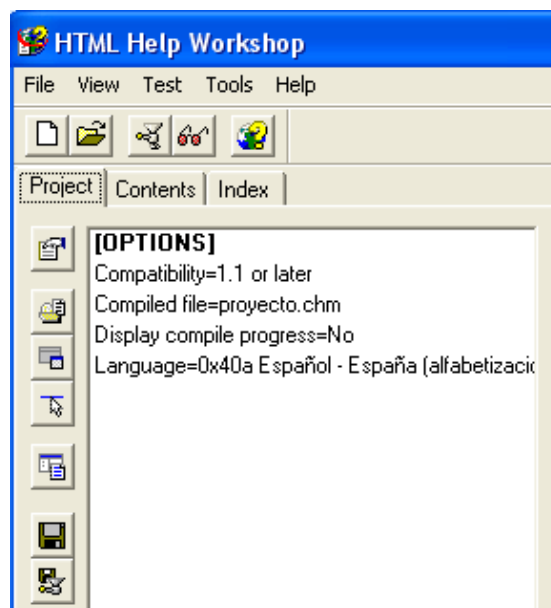 HTML Help Workshop
File View Test Tools Help
Project Contents Index
[OPTIONS]
Compatibility=1.1 or later
Compiled file=proyecto.chm
Display compile progress=No
Language=0x40a Español - España (alfabetizació